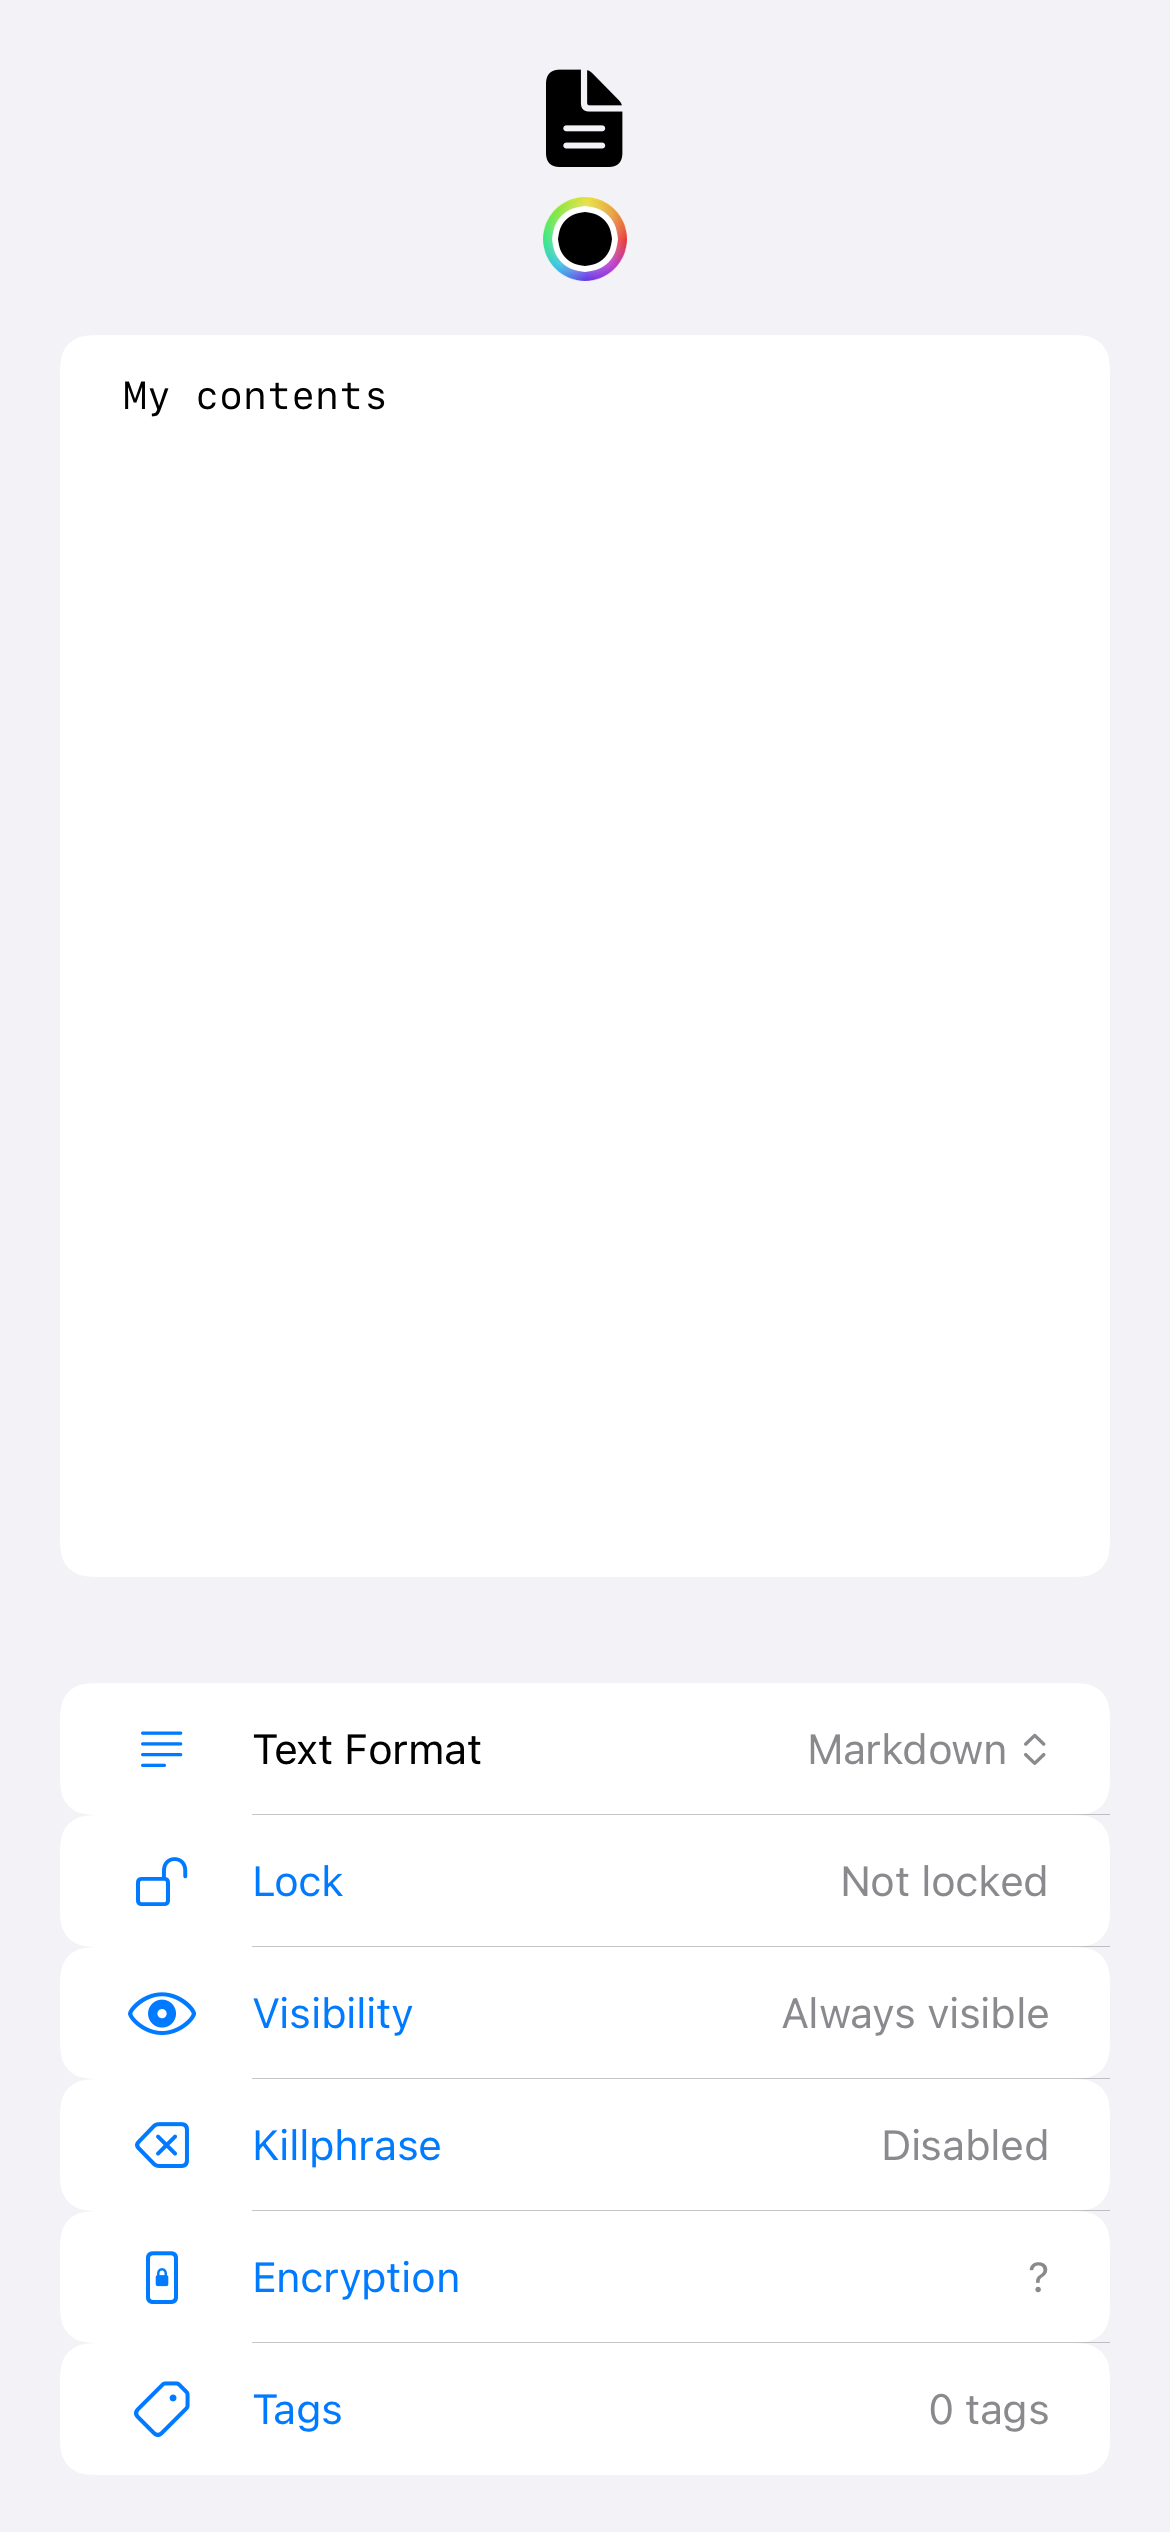 My contents
Text Format Markdown
Lock Not locked
Visibility Always visible
Killphrase Disabled
Encryption ?
Tags 0 tags